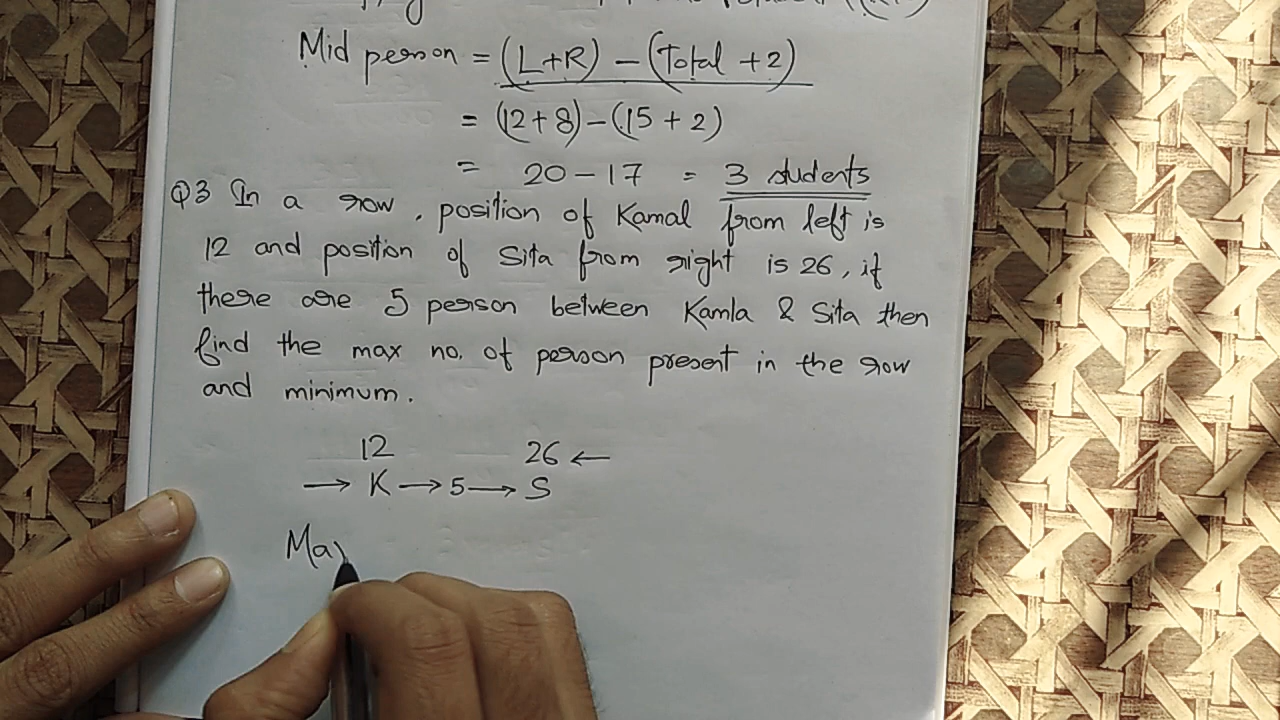 Mid person = (L+R) - (Total +2)
= (12+8) - (15 + 2)
= 20 - 17 = 3 students
Q3 In a row, position of Kamal from left is
12 and position of Sita from right is 26, if
there are 5 person between Kamla & Sita then
find the max no. of person present in the row
and minimum.
12 26 ←
→ K → 5 → S
Max